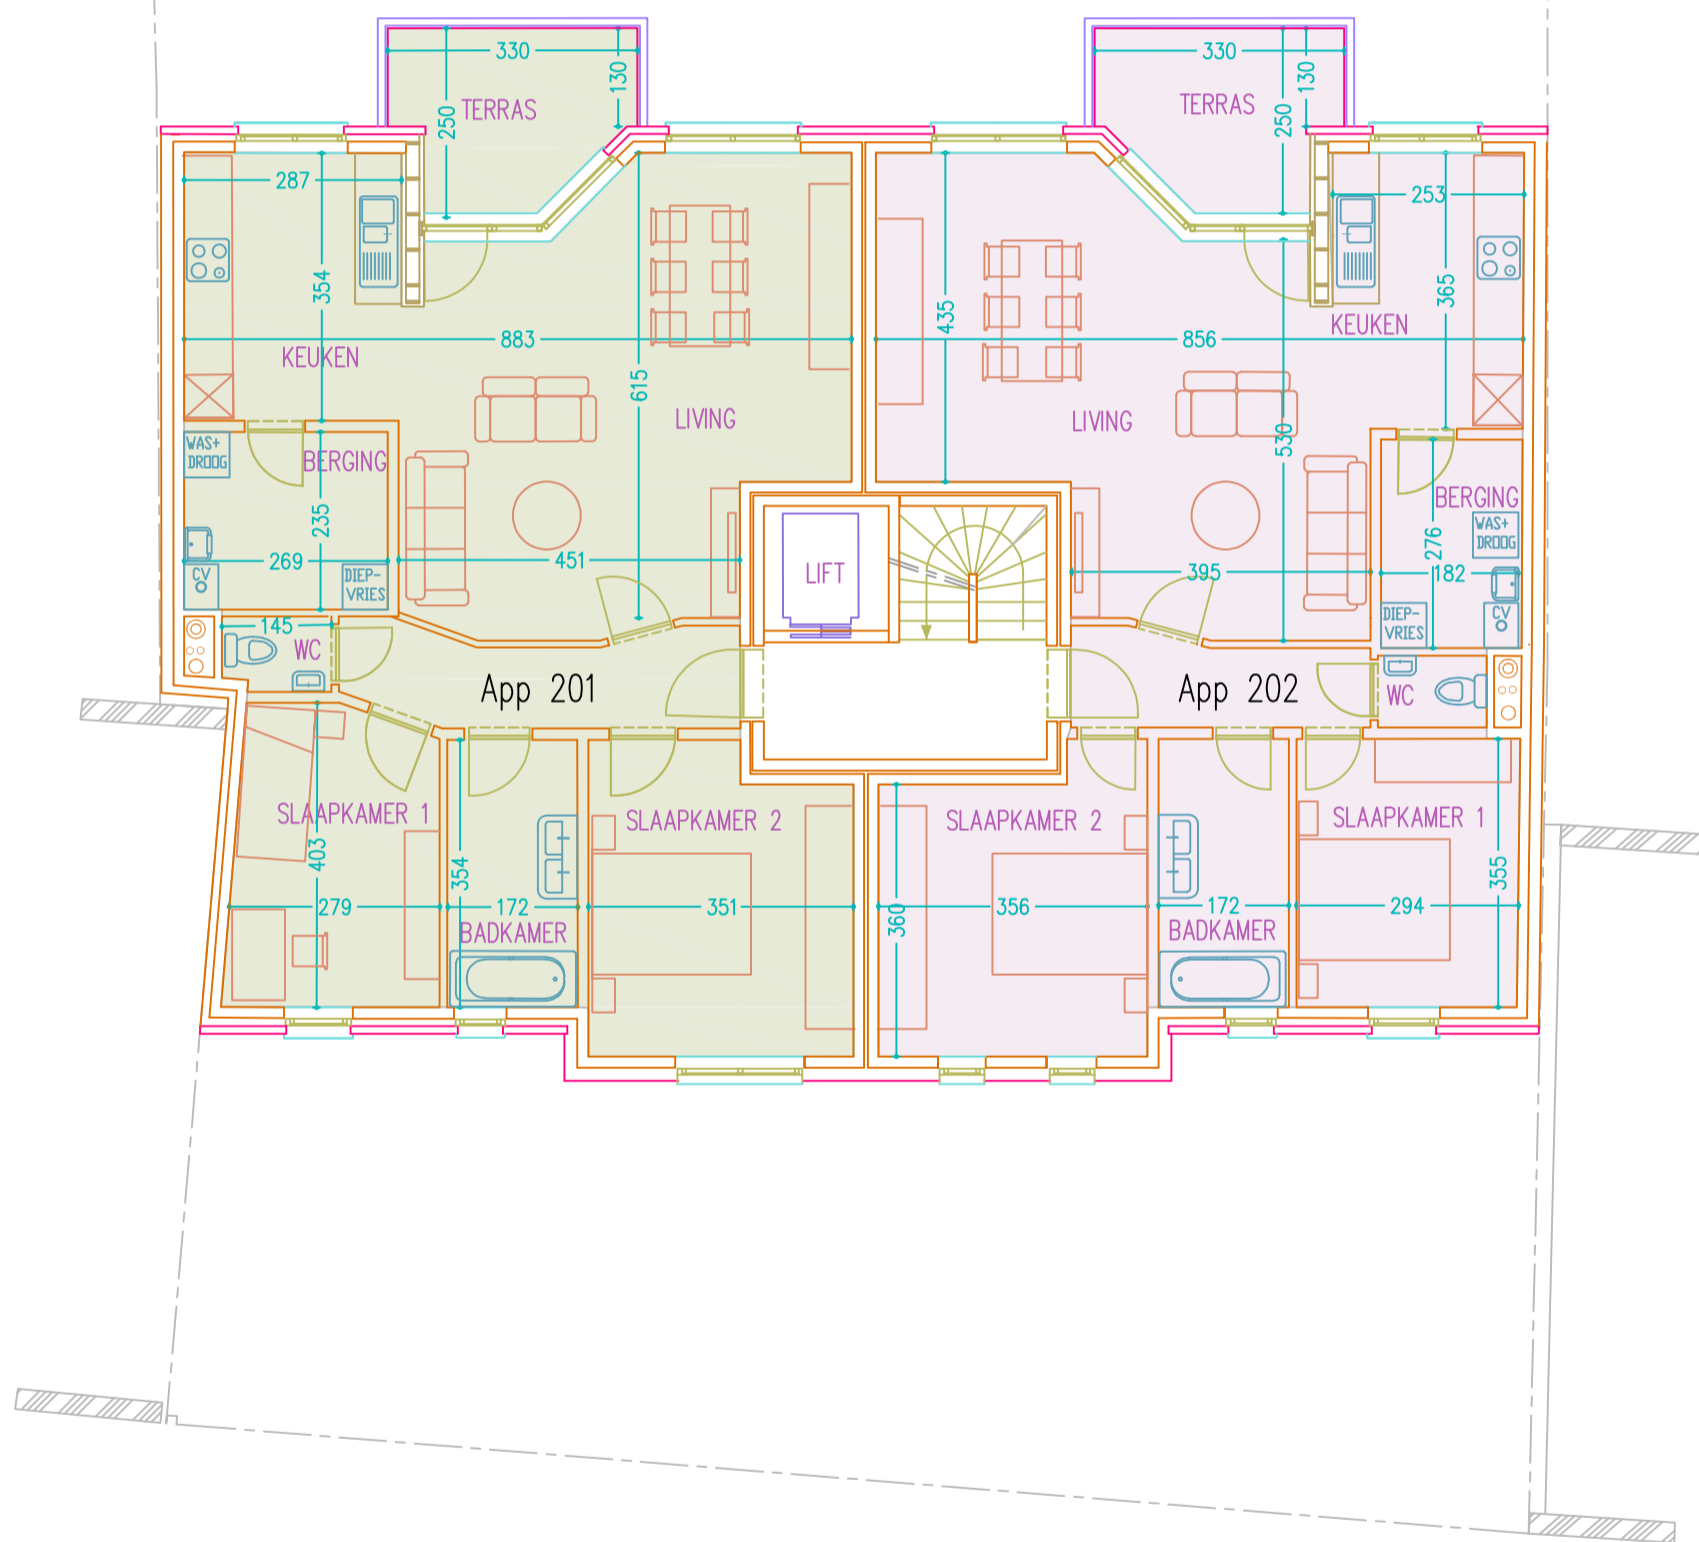 330
330
130
250
TERRAS
130
250
TERRAS
287
253
354
435
365
KEUKEN
883
856
KEUKEN
615
LIVING
LIVING
530
WAS+
DROOG
BERGING
BERGING
235
276
WAS+
DROOG
269
451
395
182
CV
DIEP-
VRIES
LIFT
DIEP-
VRIES
CV
145
WC
App 201
App 202
WC
SLAAPKAMER 1
SLAAPKAMER 2
SLAAPKAMER 2
SLAAPKAMER 1
403
354
355
279
172
351
360
356
172
294
BADKAMER
BADKAMER